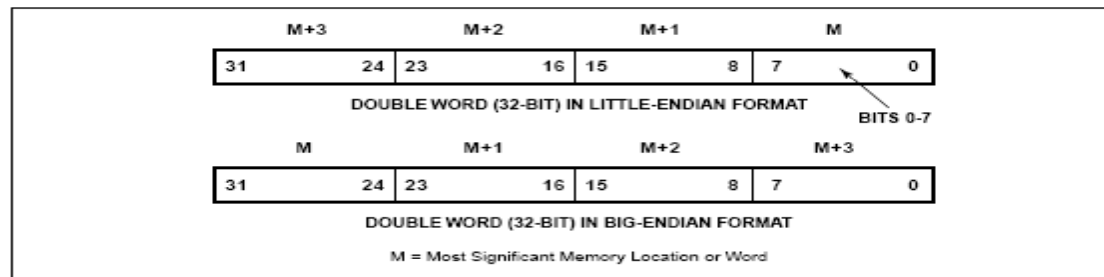 M+3 M+2 M+1 M
31 24 23 16 15 8 7 0
DOUBLE WORD (32-BIT) IN LITTLE-ENDIAN FORMAT
BITS 0-7
M M+1 M+2 M+3
31 24 23 16 15 8 7 0
DOUBLE WORD (32-BIT) IN BIG-ENDIAN FORMAT
M = Most Significant Memory Location or Word